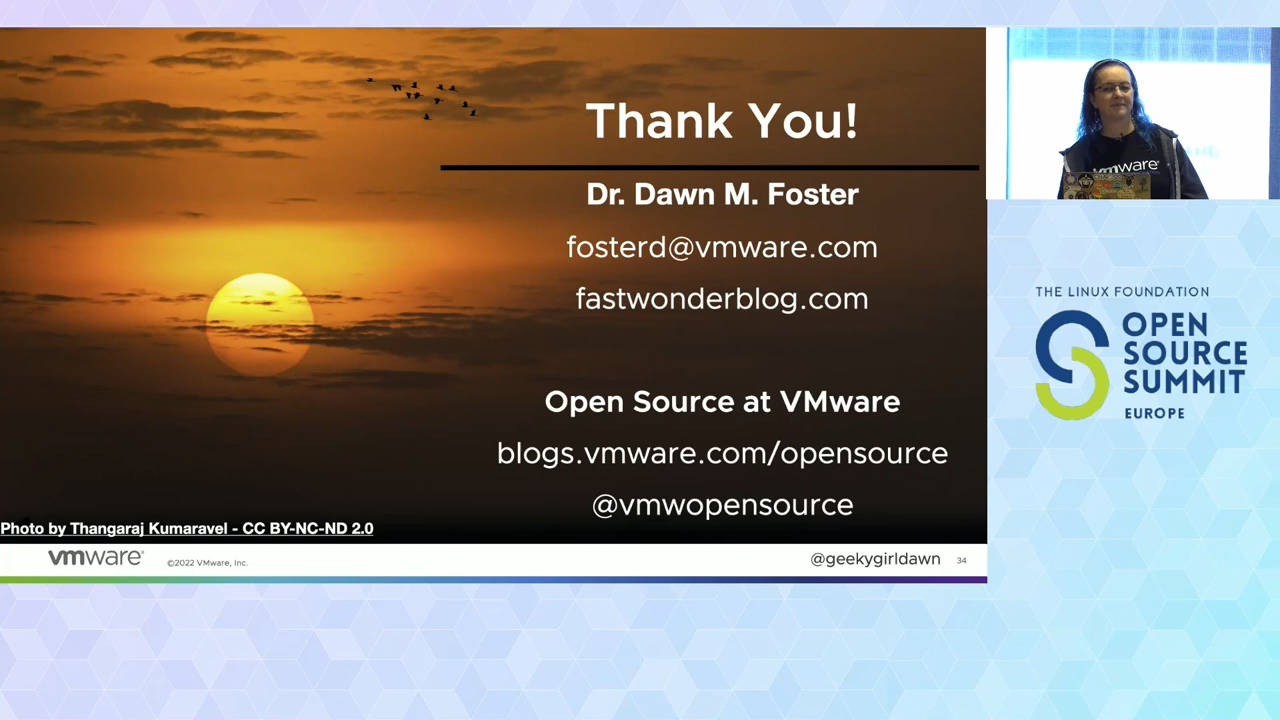 Thank You!
Dr. Dawn M. Foster
fosterd@vmware.com
fastwonderblog.com
Open Source at VMware
blogs.vmware.com/opensource
@vmwopensource
Photo by Thangaraj Kumaravel - CC BY-NC-ND 2.0
vmware®
©2022 VMware, Inc.
@geekygirldawn
34
vmware
THE LINUX FOUNDATION
OPEN
SOURCE
SUMMIT
EUROPE